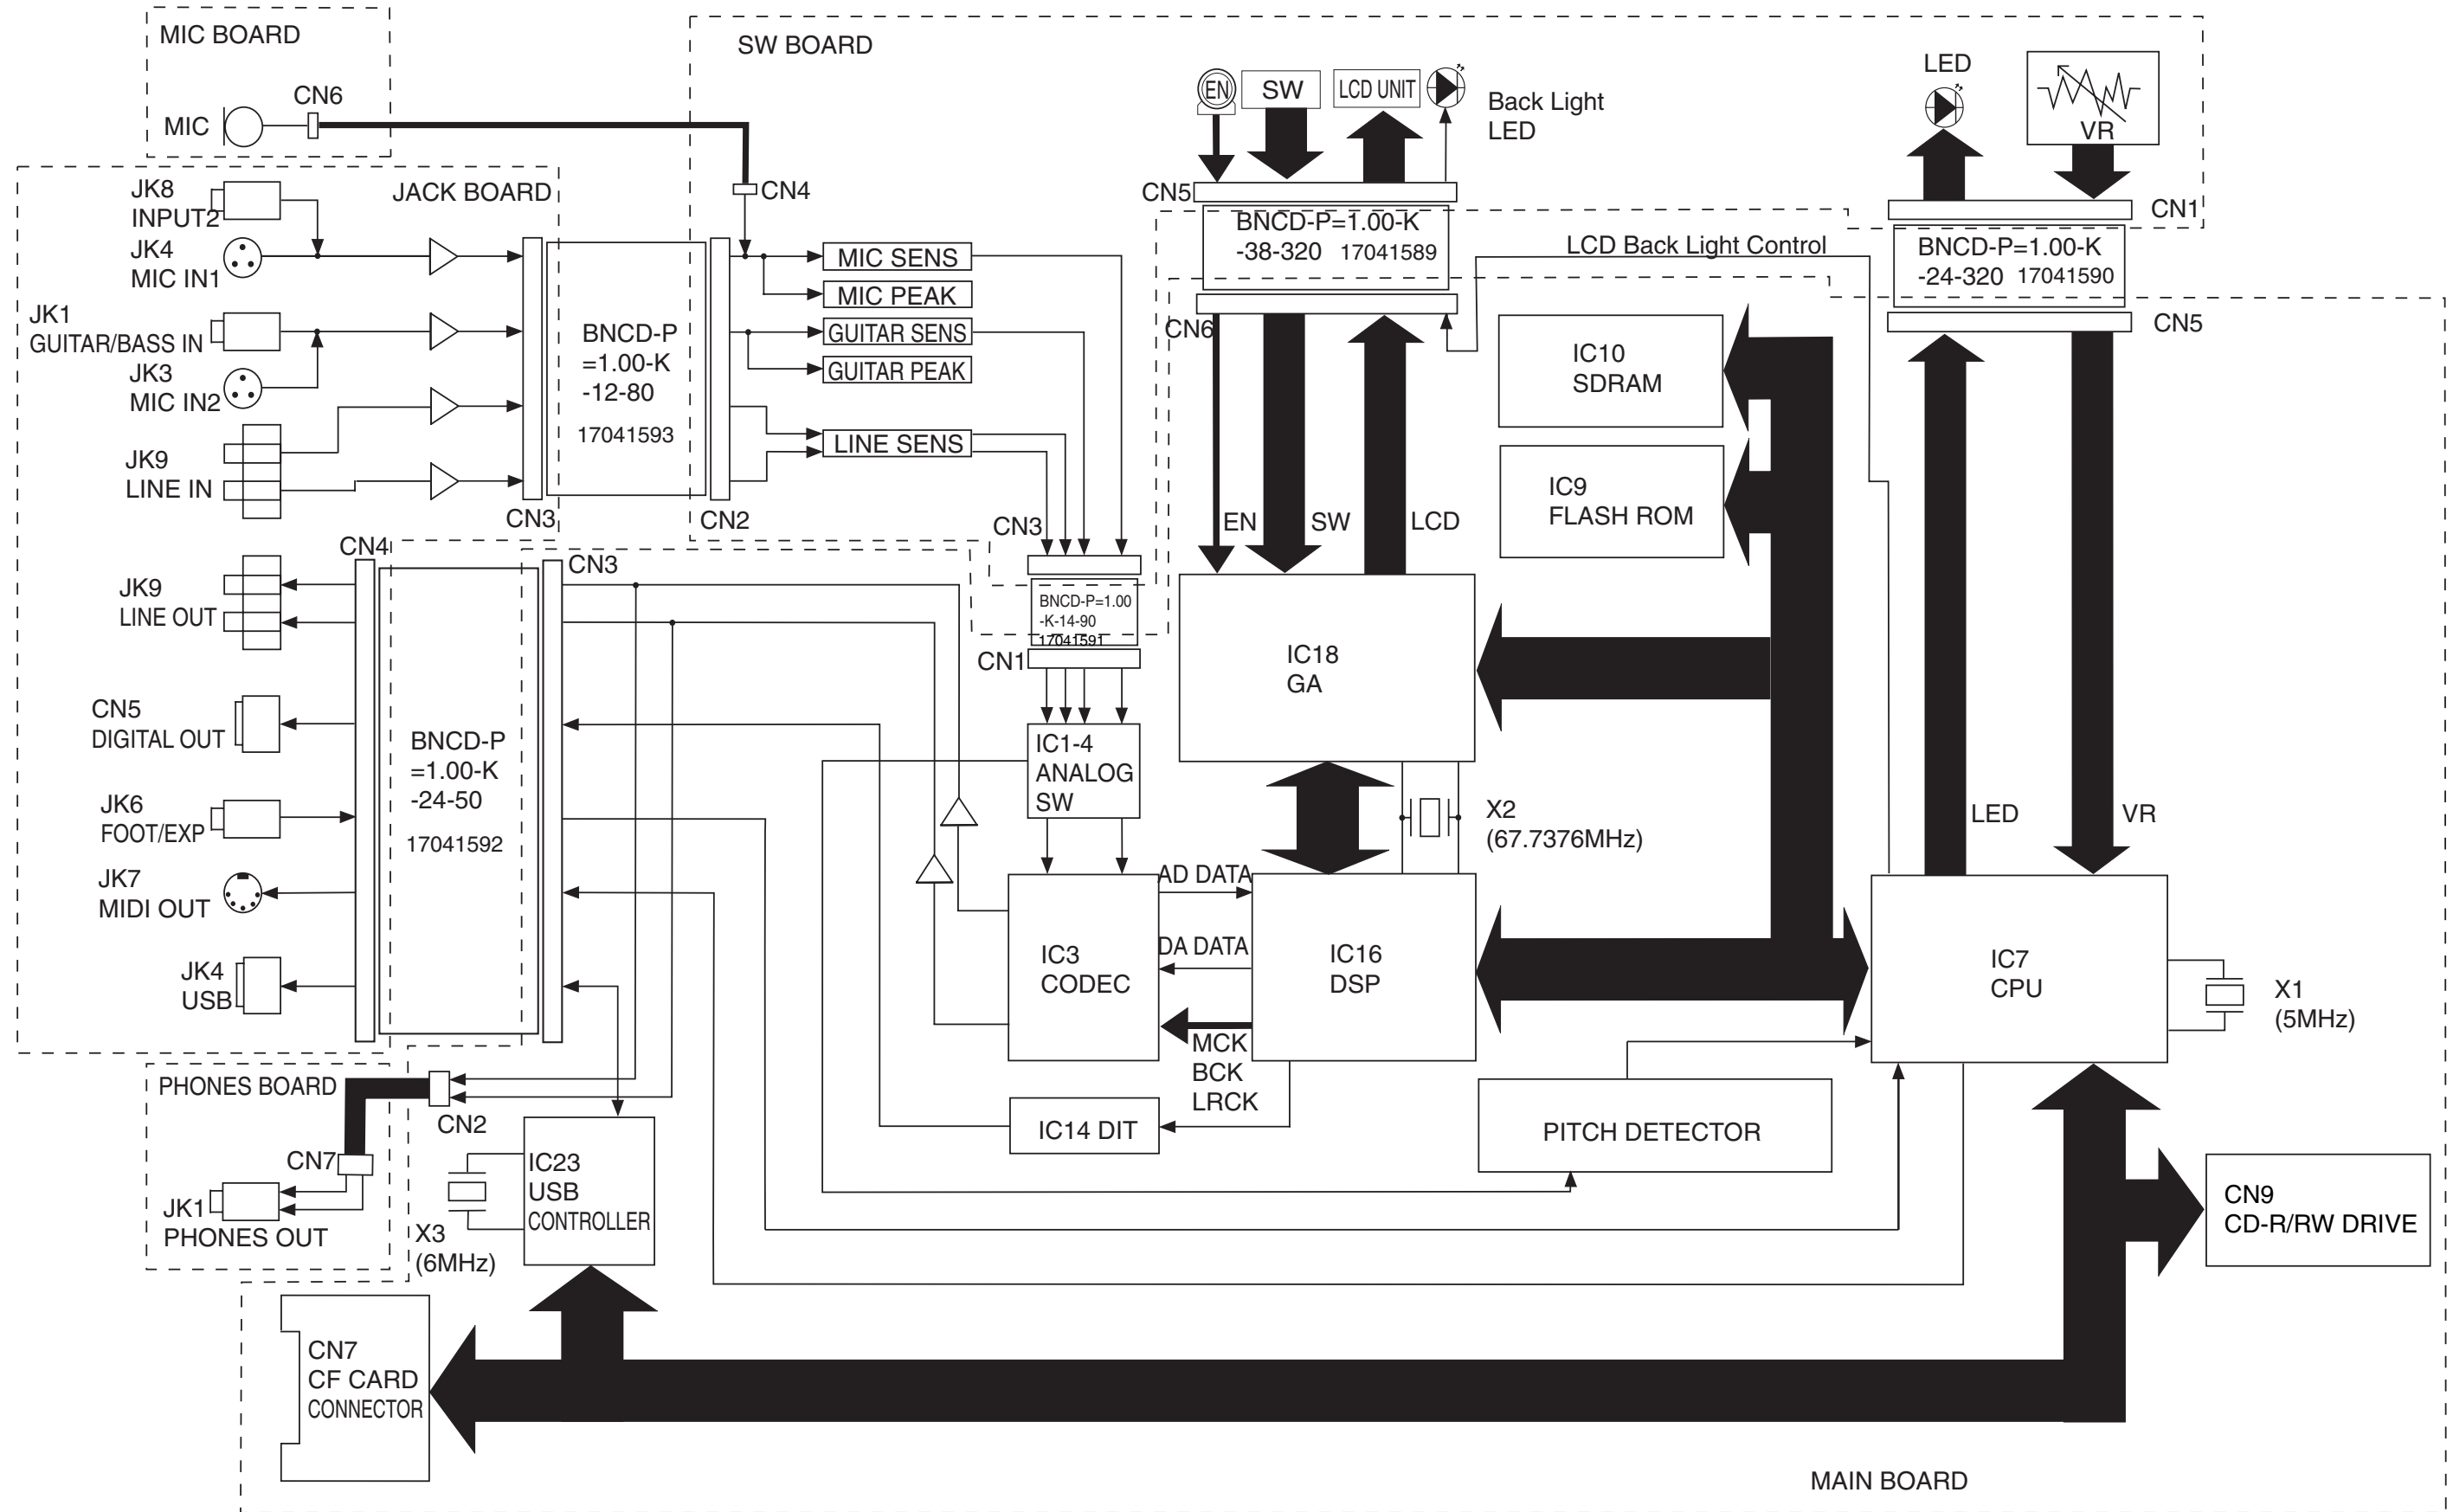 MIC BOARD
CN6
MIC
SW BOARD
EN
SW
LCD UNIT
Back Light
LED
LED
VR
JACK BOARD
JK8
INPUT2
JK4
MIC IN1
JK1
GUITAR/BASS IN
JK3
MIC IN2
JK9
LINE IN
BNCD-P
=1.00-K
-12-80
17041593
CN3
CN2
CN4
MIC SENS
MIC PEAK
GUITAR SENS
GUITAR PEAK
LINE SENS
CN5
BNCD-P=1.00-K
-38-320 17041589
CN6
LCD Back Light Control
CN1
BNCD-P=1.00-K
-24-320 17041590
CN5
IC10
SDRAM
IC9
FLASH ROM
EN
SW
LCD
CN3
BNCD-P=1.00
-K-14-90
17041591
CN1
CN4
CN3
JK9
LINE OUT
CN5
DIGITAL OUT
JK6
FOOT/EXP
JK7
MIDI OUT
JK4
USB
BNCD-P
=1.00-K
-24-50
17041592
IC1-4
ANALOG
SW
IC18
GA
X2
(67.7376MHz)
LED
VR
AD DATA
DA DATA
IC3
CODEC
MCK
BCK
LRCK
IC16
DSP
IC7
CPU
X1
(5MHz)
IC14 DIT
PITCH DETECTOR
PHONES BOARD
CN2
CN7
JK1
PHONES OUT
IC23
USB
CONTROLLER
X3
(6MHz)
CN9
CD-R/RW DRIVE
CN7
CF CARD
CONNECTOR
MAIN BOARD